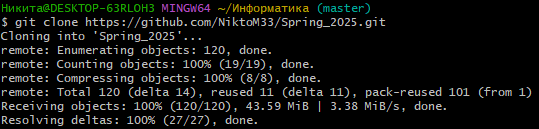 Никита@DESKTOP-63RLOH3 MINGW64 ~/Информатика (master)
$ git clone https://github.com/NiktoM33/Spring_2025.git
Cloning into 'Spring_2025'...
remote: Enumerating objects: 120, done.
remote: Counting objects: 100% (19/19), done.
remote: Compressing objects: 100% (8/8), done.
remote: Total 120 (delta 14), reused 11 (delta 11), pack-reused 101 (from 1)
Receiving objects: 100% (120/120), 43.59 MiB | 3.38 MiB/s, done.
Resolving deltas: 100% (27/27), done.